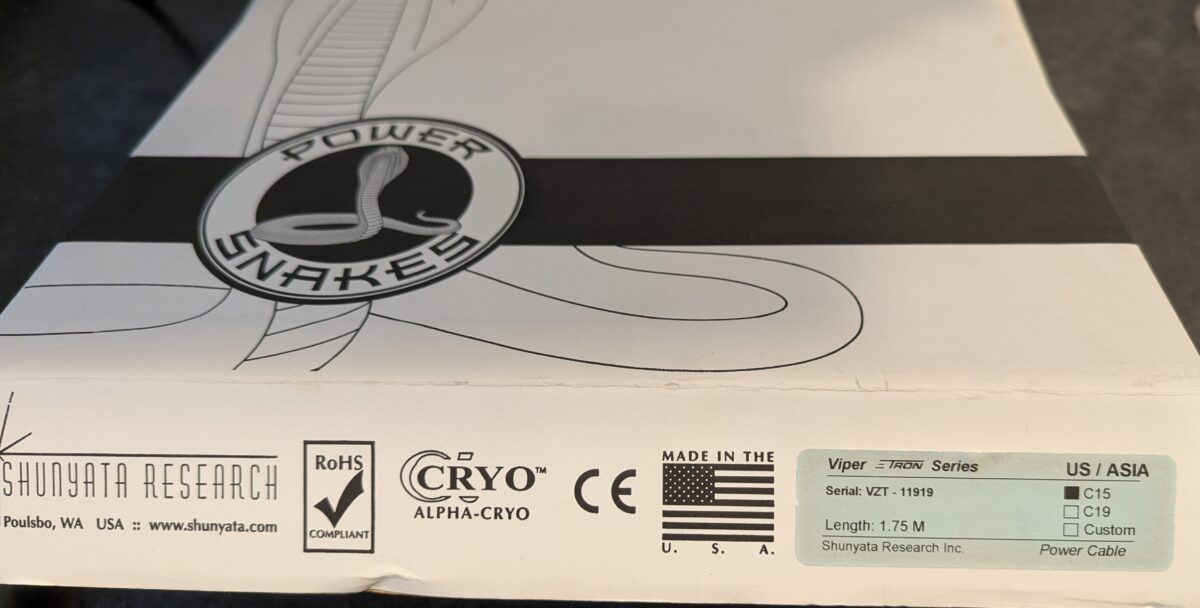 POWER
SNAKES
SHUNYATA RESEARCH
Poulsbo, WA USA :: www.shunyata.com
RoHS
COMPLIANT
CRYO™
ALPHA-CRYO
CE
MADE IN THE
U. S. A.
Viper ZTRON Series
Serial: VZT - 11919
Length: 1.75 M
Shunyata Research Inc.
US / ASIA
C15
C19
Custom
Power Cable